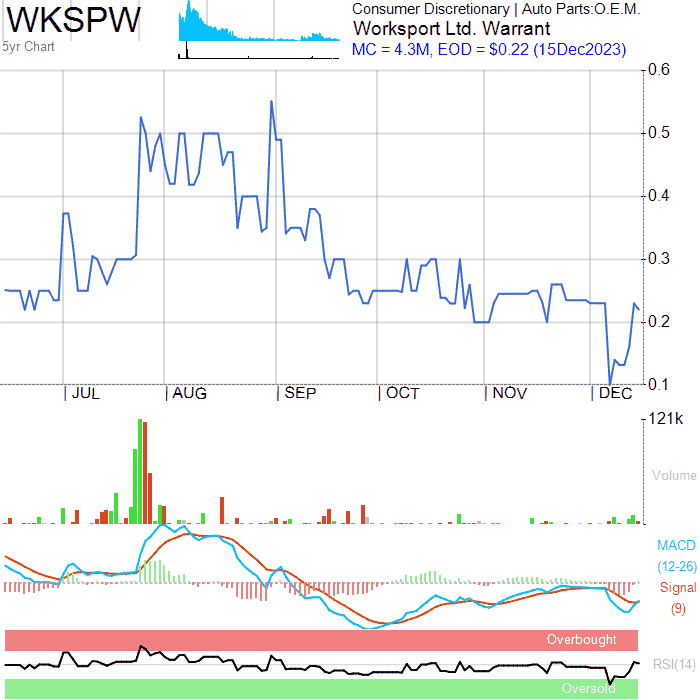 WKSPW
5yr Chart
Consumer Discretionary | Auto Parts:O.E.M.
Worksport Ltd. Warrant
MC = 4.3M, EOD = $0.22 (15Dec2023)
0.6
0.5
0.4
0.3
0.2
0.1
JUL AUG SEP OCT NOV DEC
121k
Volume
MACD
(12-26)
Signal
(9)
Overbought
RSI(14)
Oversold